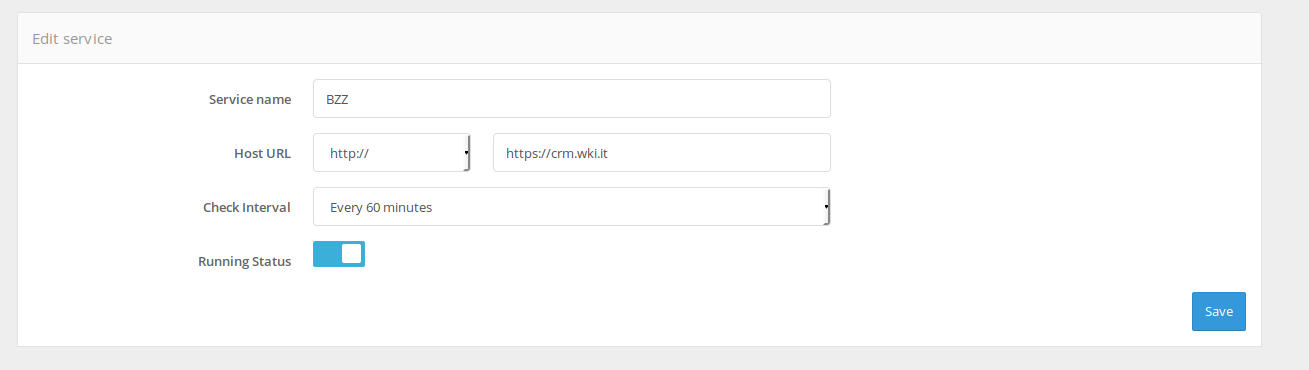 Edit service
Service name BZZ
Host URL http:// https://crm.wki.it
Check Interval Every 60 minutes
Running Status
Save